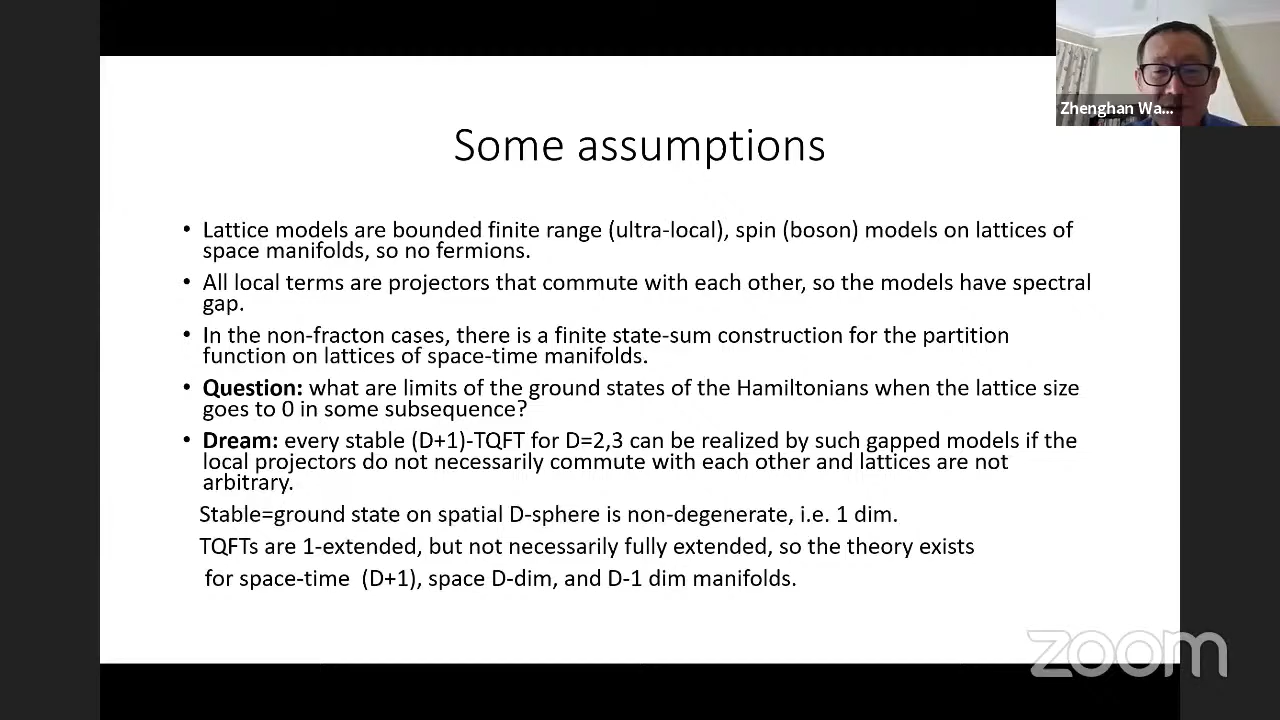 Zhenghan Wa...
Some assumptions
• Lattice models are bounded finite range (ultra-local), spin (boson) models on lattices of
space manifolds, so no fermions.
• All local terms are projectors that commute with each other, so the models have spectral
gap.
• In the non-fracton cases, there is a finite state-sum construction for the partition
function on lattices of space-time manifolds.
• Question: what are limits of the ground states of the Hamiltonians when the lattice size
goes to 0 in some subsequence?
• Dream: every stable (D+1)-TQFT for D=2,3 can be realized by such gapped models if the
local projectors do not necessarily commute with each other and lattices are not
arbitrary.
Stable=ground state on spatial D-sphere is non-degenerate, i.e. 1 dim.
TQFTs are 1-extended, but not necessarily fully extended, so the theory exists
for space-time (D+1), space D-dim, and D-1 dim manifolds.
zoom